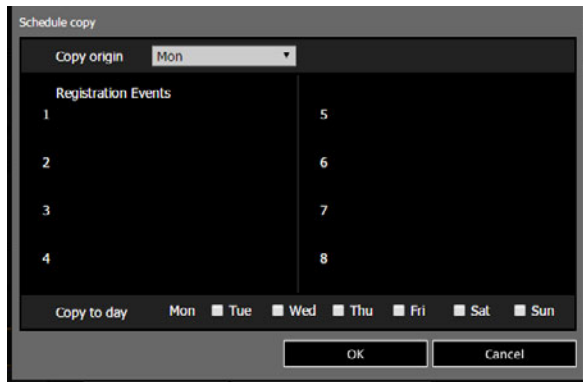 Schedule copy
Copy origin Mon
Registration Events
1 5
2 6
3 7
4 8
Copy to day Mon Tue Wed Thu Fri Sat Sun
OK Cancel